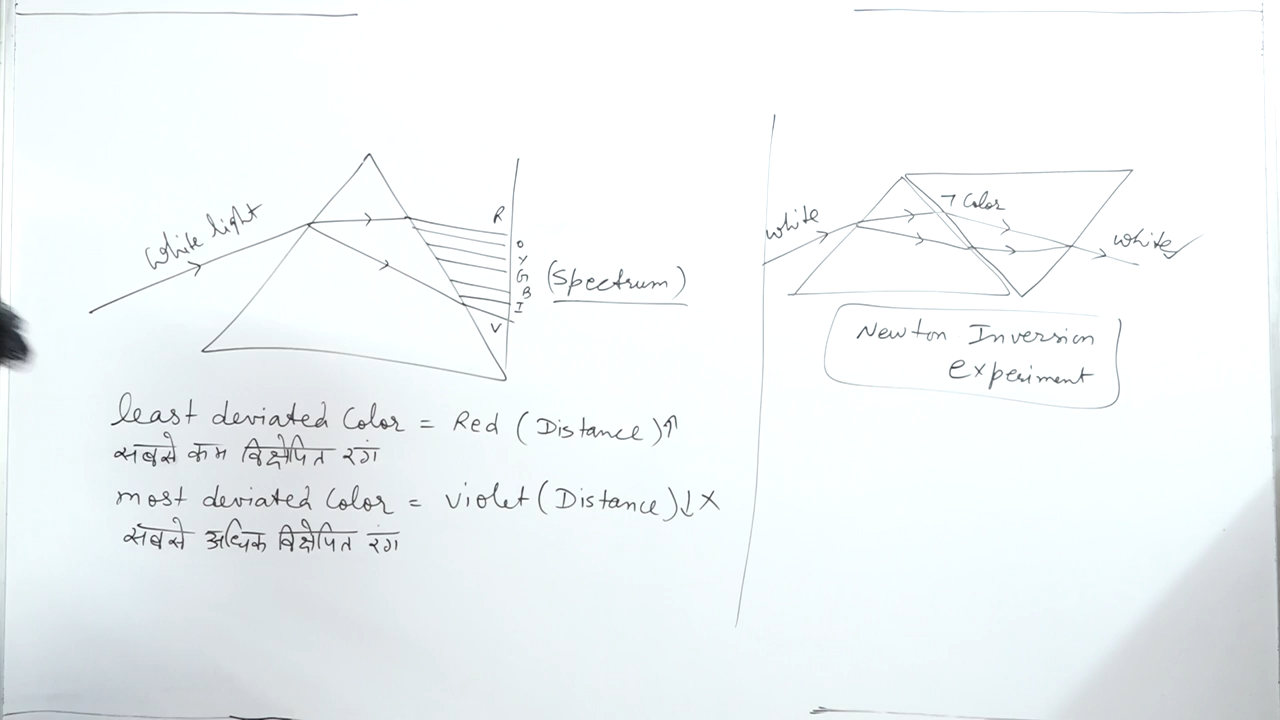 White light
R
O
Y
G
B
I
V
(Spectrum)
least deviated Color = Red (Distance)↑
सबसे कम विक्षेपित रंग
most deviated Color = violet (Distance)↓ ×
सबसे अधिक विक्षेपित रंग
white
7 Color
white ✓
Newton Inversion
experiment